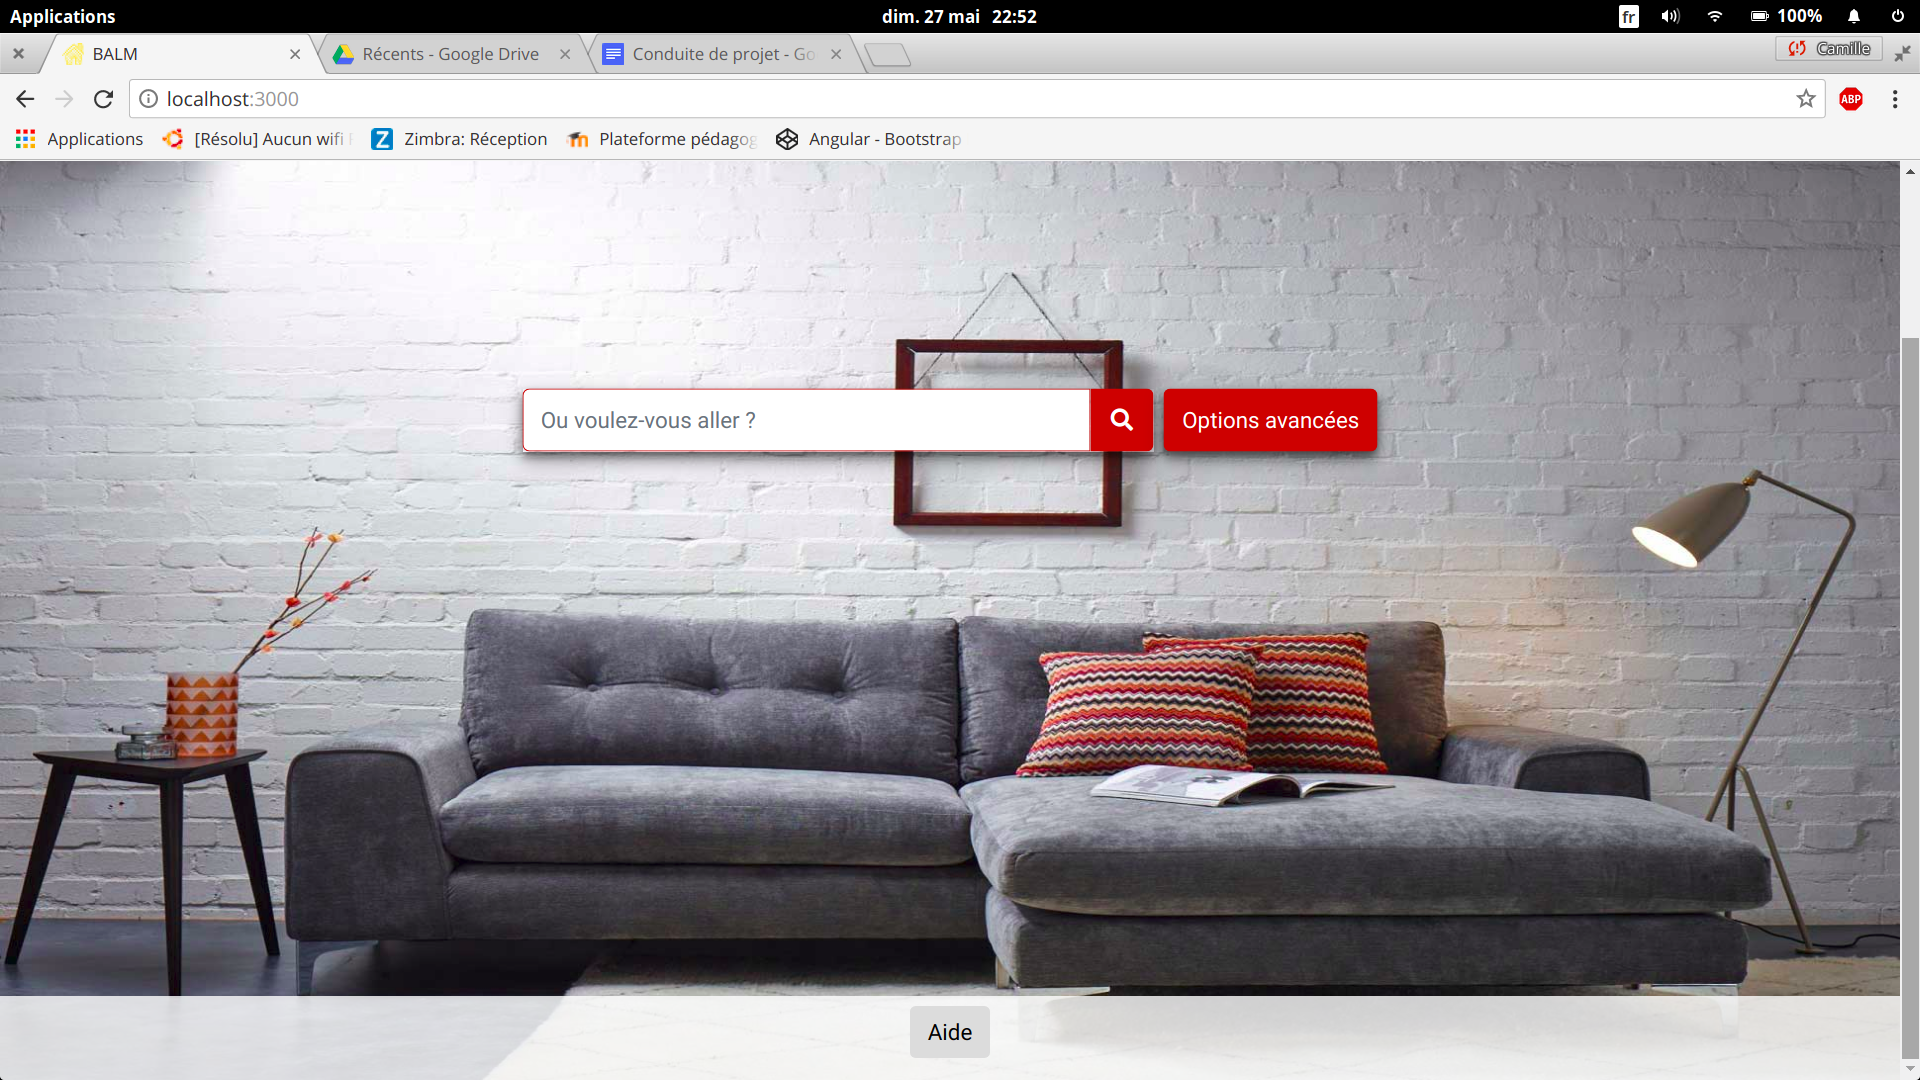 Applications
dim. 27 mai 22:52
fr
100%
BALM
Récents - Google Drive
Conduite de projet - Go
Camille
localhost:3000
ABP
Applications
[Résolu] Aucun wifi
Zimbra: Réception
Plateforme pédagog
Angular - Bootstrap
Ou voulez-vous aller ?
Options avancées
Aide